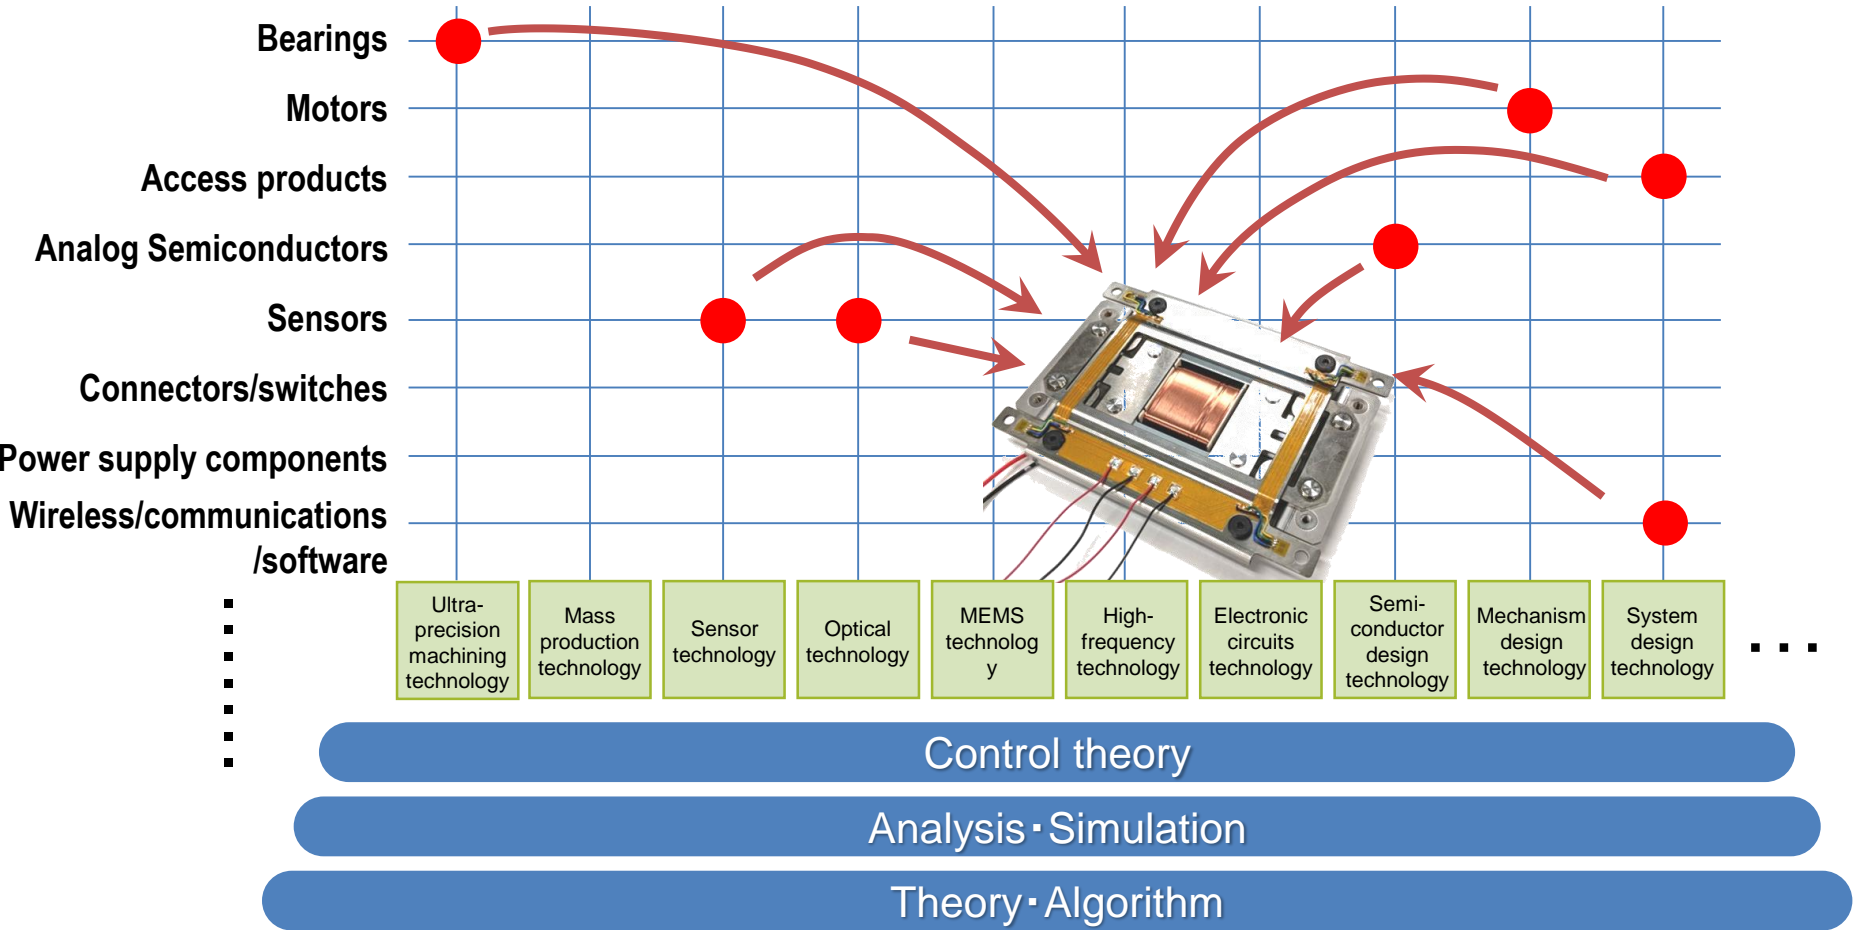 Bearings
Motors
Access products
Analog Semiconductors
Sensors
Connectors/switches
Power supply components
Wireless/communications
/software
Ultra-
precision
machining
technology
Mass
production
technology
Sensor
technology
Optical
technology
MEMS
technolog
y
High-
frequency
technology
Electronic
circuits
technology
Semi-
conductor
design
technology
Mechanism
design
technology
System
design
technology
. . .
Control theory
Analysis・Simulation
Theory・Algorithm